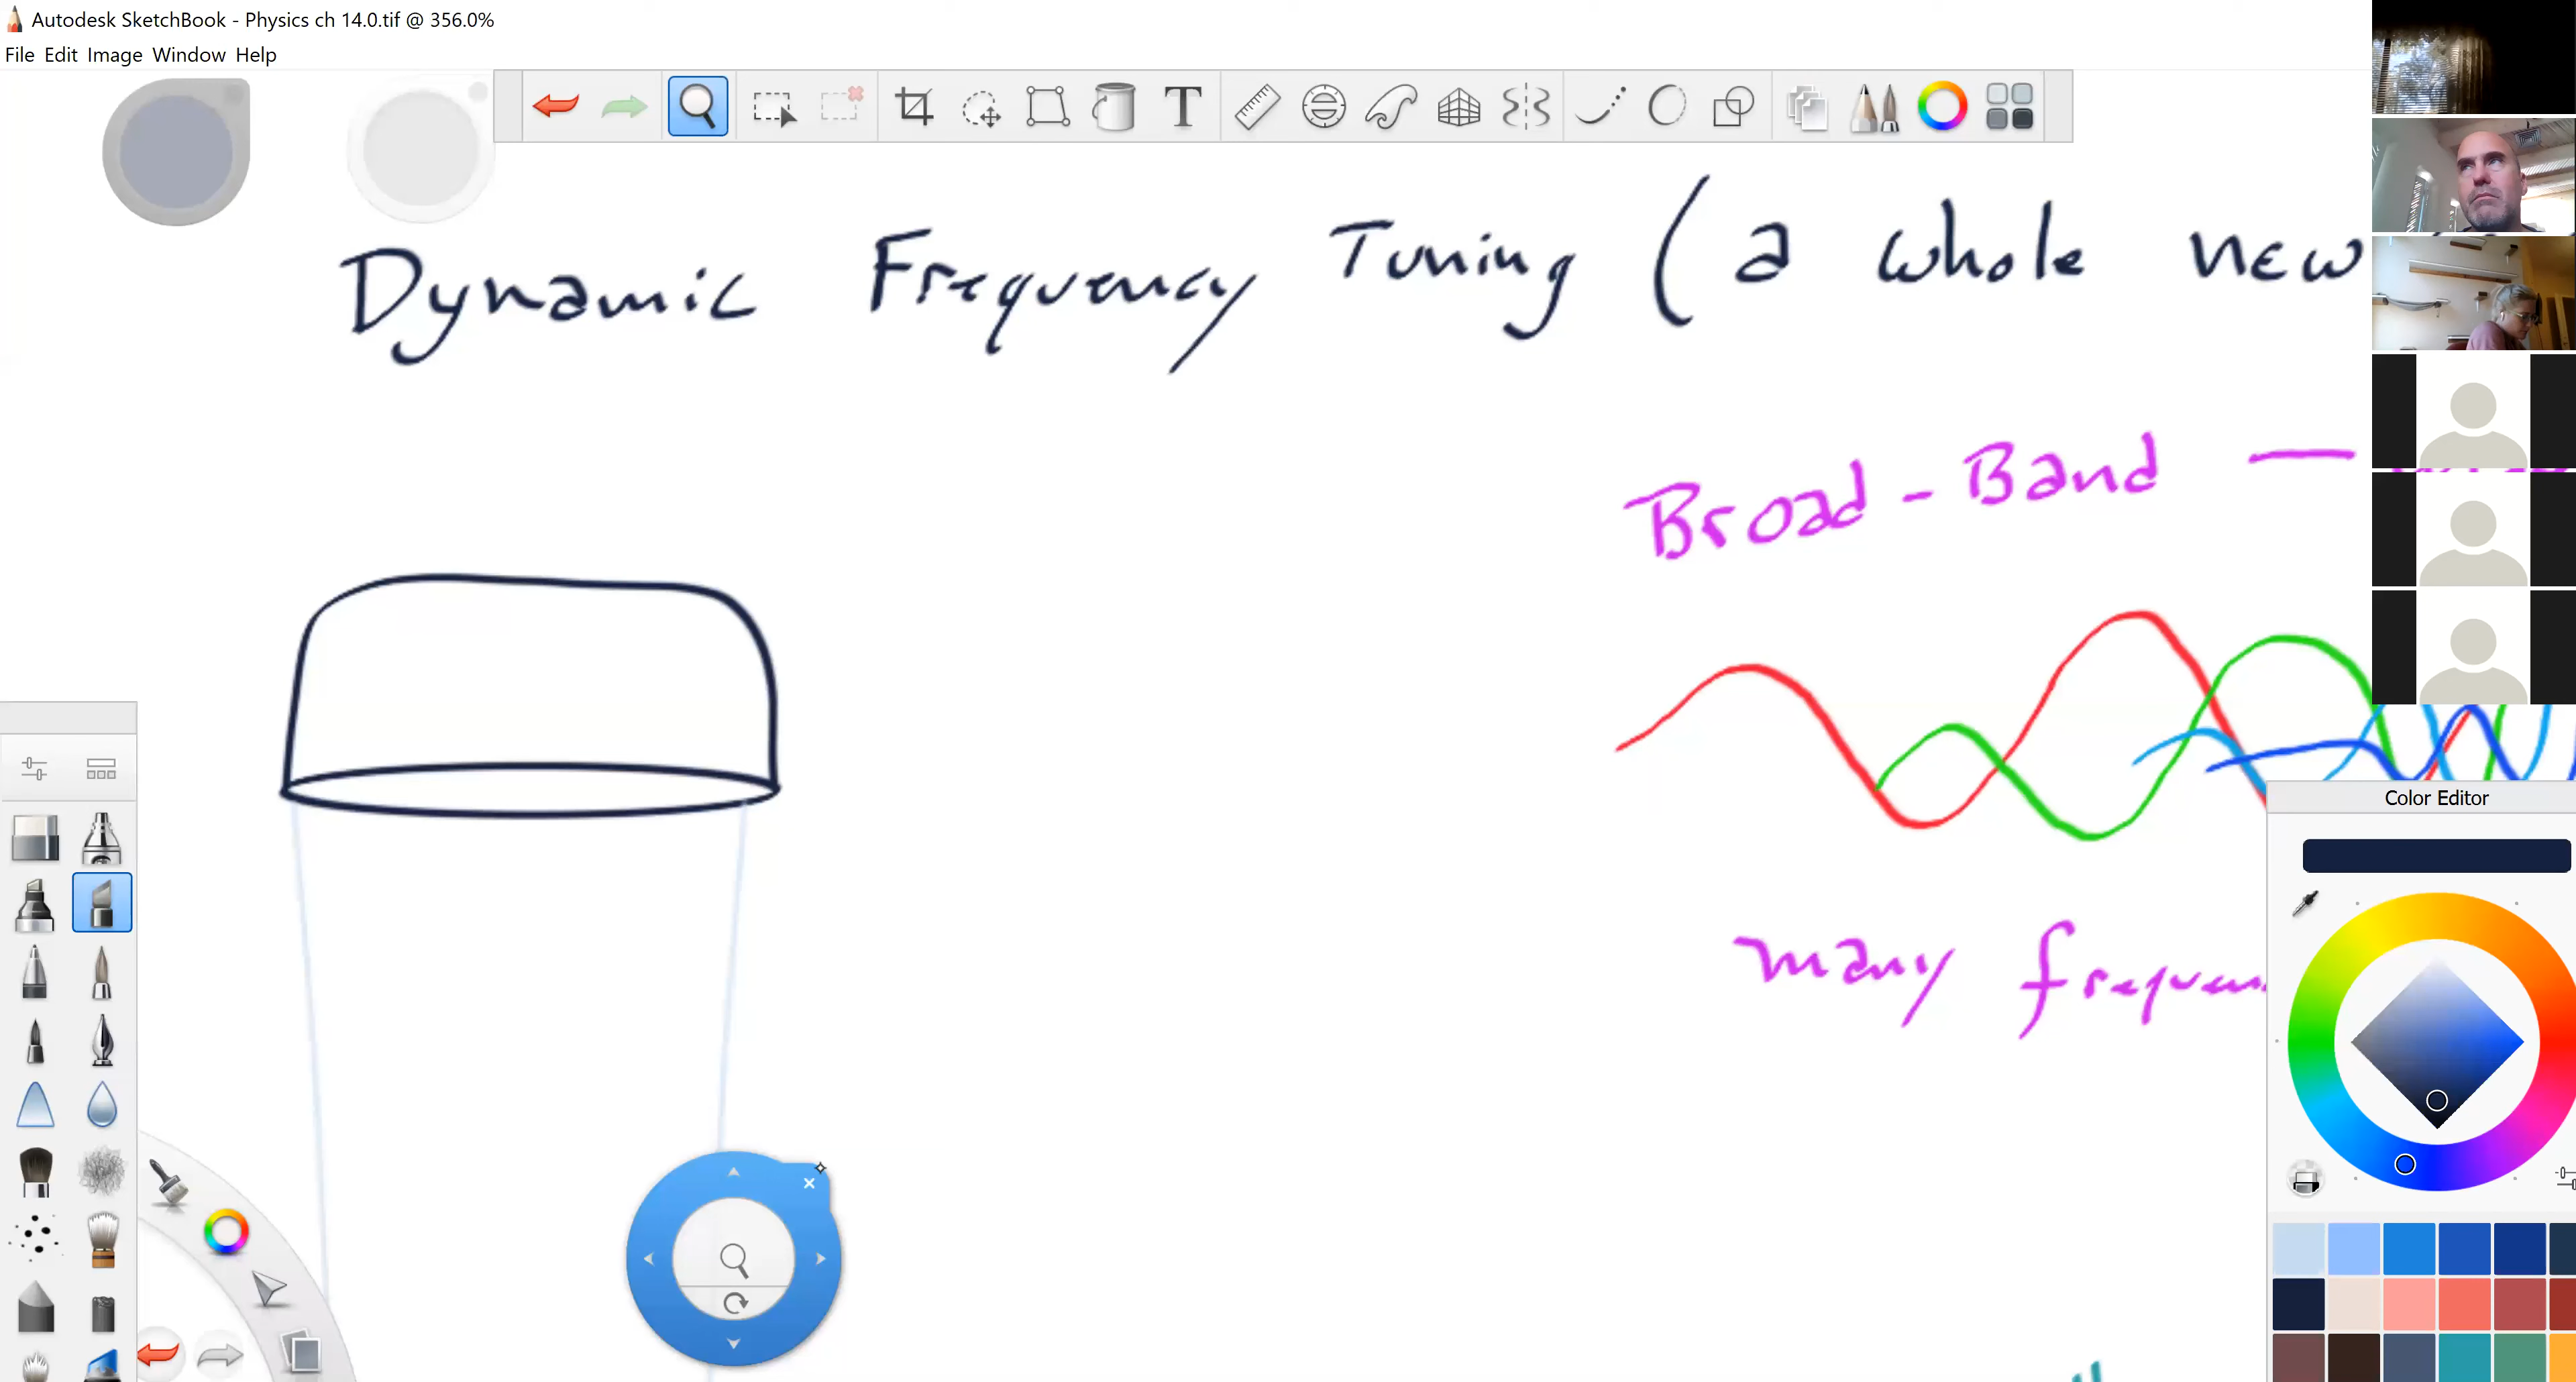 Autodesk SketchBook - Physics ch 14.0.tif @ 356.0%
File Edit Image Window Help
T
Dynamic Frequency Tuning (a whole new
Broad-Band —
Color Editor
many frequen